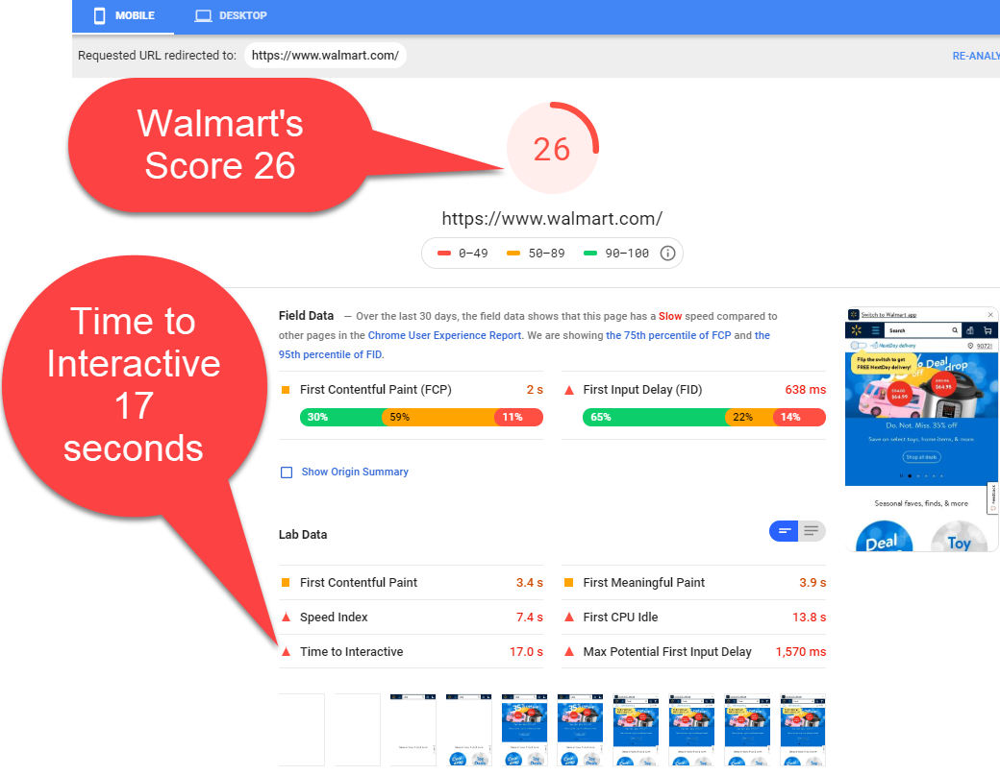 MOBILE
DESKTOP
Requested URL redirected to:
https://www.walmart.com/
RE-ANALY
Walmart's
Score 26
26
https://www.walmart.com/
0–49
50–89
90–100
Time to
Interactive
17
seconds
Field Data — Over the last 30 days, the field data shows that this page has a Slow speed compared to
other pages in the Chrome User Experience Report. We are showing the 75th percentile of FCP and the
95th percentile of FID.
First Contentful Paint (FCP) 2 s
30% 59% 11%
First Input Delay (FID) 638 ms
65% 22% 14%
Show Origin Summary
Lab Data
First Contentful Paint 3.4 s
First Meaningful Paint 3.9 s
Speed Index 7.4 s
First CPU Idle 13.8 s
Time to Interactive 17.0 s
Max Potential First Input Delay 1,570 ms
Switch to Walmart app
Search
NextDay delivery
90721
Flip the switch to get
FREE NextDay delivery!
Deal
drop
$64.99
$64.95
Do. Not. Miss. 35% off
Save on select toys, home items, & more.
Shop all deals
Feedback
Seasonal faves, finds, & more
Deal
Toy